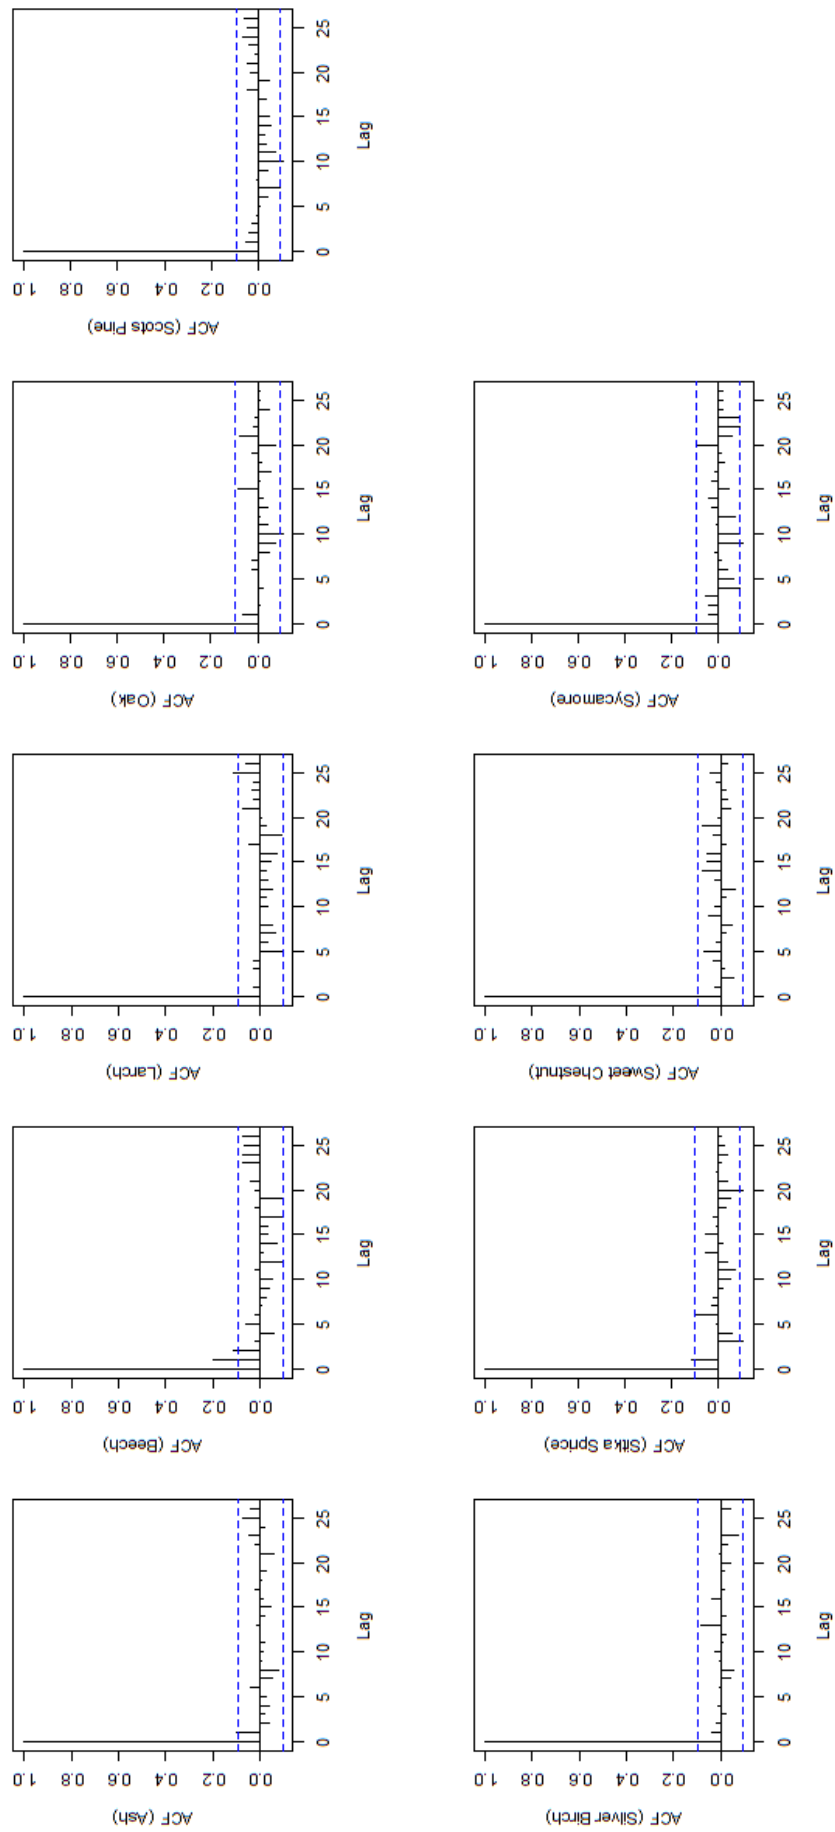 ACF (Ash)
1.0
0.8
0.6
0.4
0.2
0.0
0 5 10 15 20 25
Lag
ACF (Beech)
1.0
0.8
0.6
0.4
0.2
0.0
0 5 10 15 20 25
Lag
ACF (Larch)
1.0
0.8
0.6
0.4
0.2
0.0
0 5 10 15 20 25
Lag
ACF (Oak)
1.0
0.8
0.6
0.4
0.2
0.0
0 5 10 15 20 25
Lag
ACF (Scots Pine)
1.0
0.8
0.6
0.4
0.2
0.0
0 5 10 15 20 25
Lag
ACF (Silver Birch)
1.0
0.8
0.6
0.4
0.2
0.0
0 5 10 15 20 25
Lag
ACF (Sitka Sprice)
1.0
0.8
0.6
0.4
0.2
0.0
0 5 10 15 20 25
Lag
ACF (Sweet Chestnut)
1.0
0.8
0.6
0.4
0.2
0.0
0 5 10 15 20 25
Lag
ACF (Sycamore)
1.0
0.8
0.6
0.4
0.2
0.0
0 5 10 15 20 25
Lag